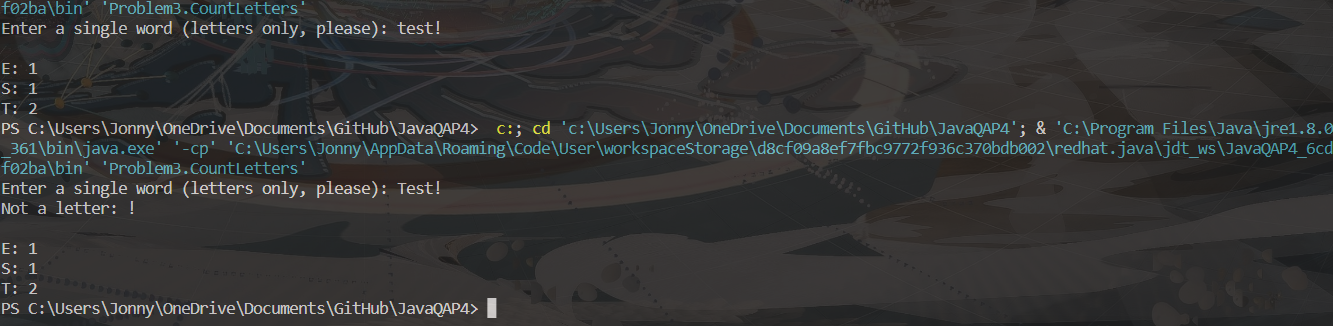 f02ba\bin' 'Problem3.CountLetters'
Enter a single word (letters only, please): test!
E: 1
S: 1
T: 2
PS C:\Users\Jonny\OneDrive\Documents\GitHub\JavaQAP4>  c:; cd 'c:\Users\Jonny\OneDrive\Documents\GitHub\JavaQAP4'; & 'C:\Program Files\Java\jre1.8.0
_361\bin\java.exe' '-cp' 'C:\Users\Jonny\AppData\Roaming\Code\User\workspaceStorage\d8cf09a8ef7fbc9772f936c370bdb002\redhat.java\jdt_ws\JavaQAP4_6cd
f02ba\bin' 'Problem3.CountLetters'
Enter a single word (letters only, please): Test!
Not a letter: !
E: 1
S: 1
T: 2
PS C:\Users\Jonny\OneDrive\Documents\GitHub\JavaQAP4>